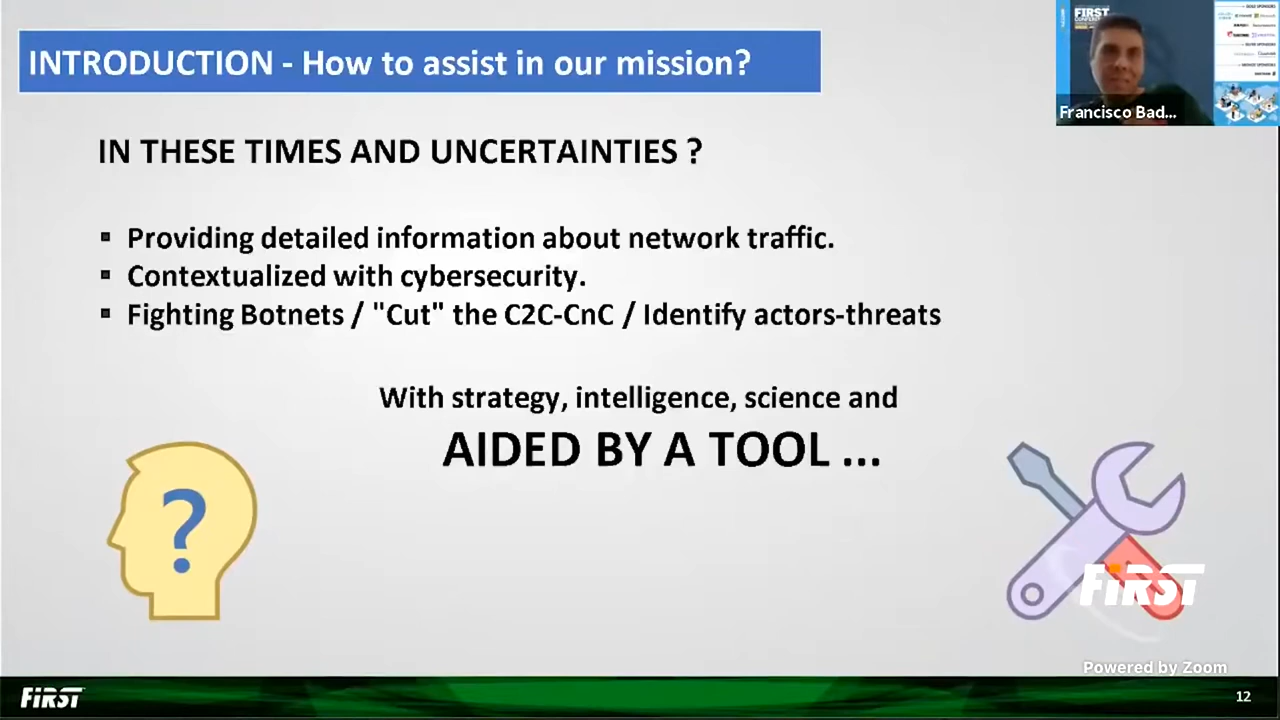 INTRODUCTION - How to assist in our mission?
FIRST
Francisco Bad...
IN THESE TIMES AND UNCERTAINTIES ?
▪ Providing detailed information about network traffic.
▪ Contextualized with cybersecurity.
▪ Fighting Botnets / "Cut" the C2C-CnC / Identify actors-threats
With strategy, intelligence, science and
AIDED BY A TOOL ...
?
FIRST
Powered by Zoom
FIRST
12